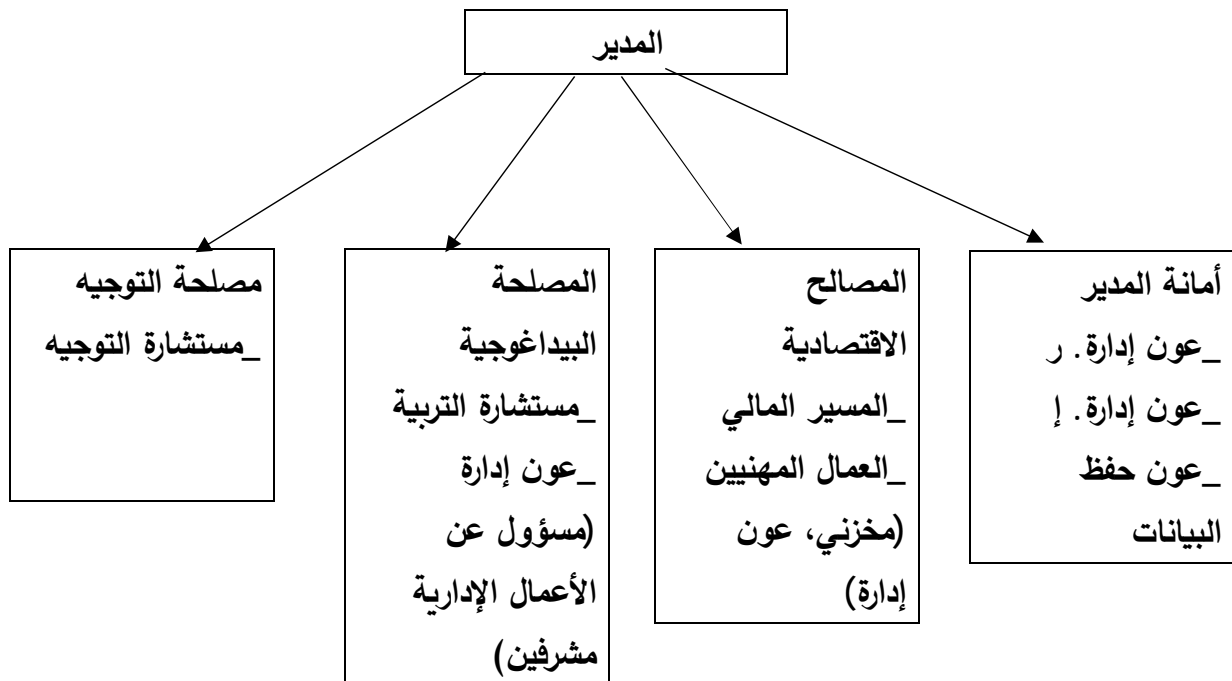 المدير
أمانة المدير
_عون إدارة. ر
_عون إدارة. إ
_عون حفظ
البيانات
المصالح
الاقتصادية
_المسير المالي
_العمال المهنيين
(مخزني، عون
إدارة)
المصلحة
البيداغوجية
_مستشارة التربية
_عون إدارة
(مسؤول عن
الأعمال الإدارية
مشرفين)
مصلحة التوجيه
_مستشارة التوجيه